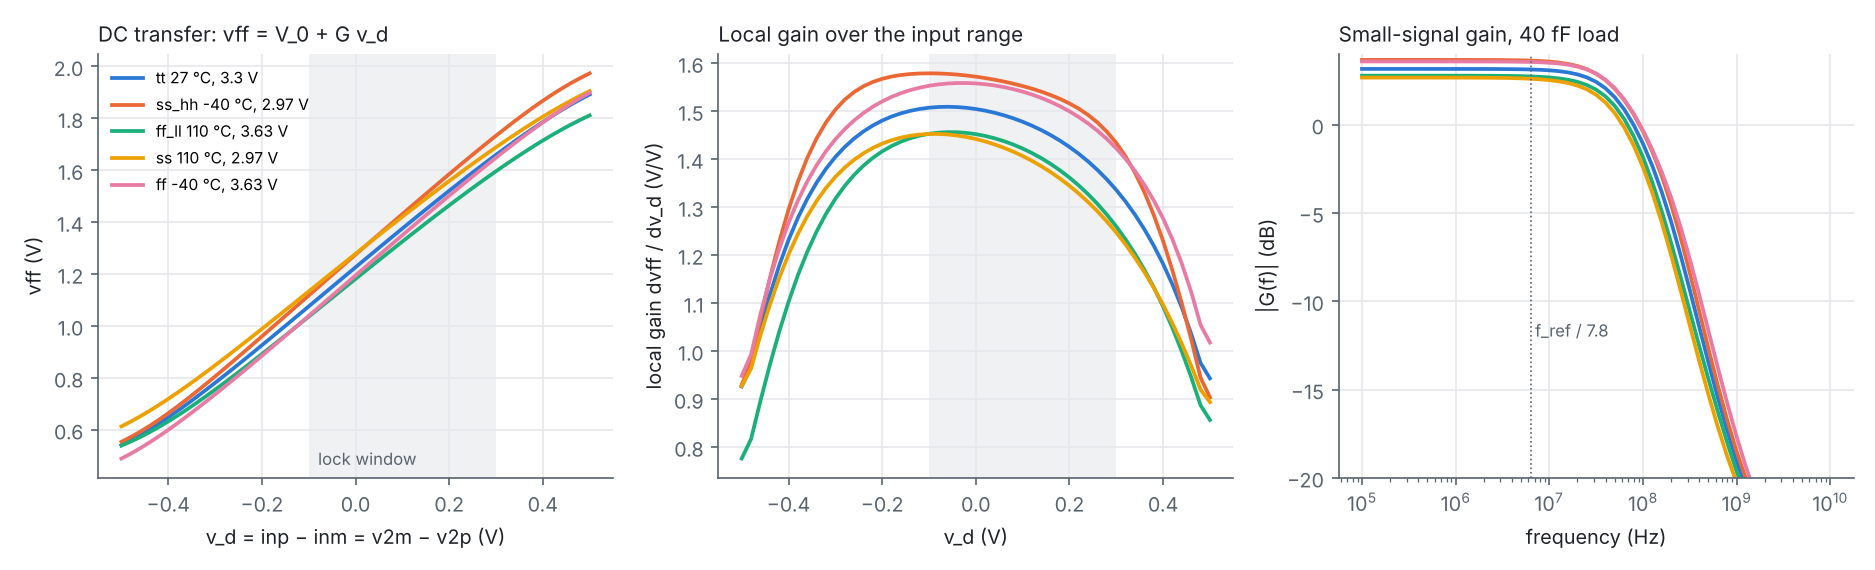 DC transfer: vff = V_0 + G v_d
vff (V)
2.0
1.8
1.6
1.4
1.2
1.0
0.8
0.6
tt 27 °C, 3.3 V
ss_hh -40 °C, 2.97 V
ff_ll 110 °C, 3.63 V
ss 110 °C, 2.97 V
ff -40 °C, 3.63 V
lock window
−0.4 −0.2 0.0 0.2 0.4
v_d = inp − inm = v2m − v2p (V)
Local gain over the input range
local gain dvff / dv_d (V/V)
1.6
1.5
1.4
1.3
1.2
1.1
1.0
0.9
0.8
−0.4 −0.2 0.0 0.2 0.4
v_d (V)
Small-signal gain, 40 fF load
|G(f)| (dB)
0
−5
−10
−15
−20
f_ref / 7.8
10⁵ 10⁶ 10⁷ 10⁸ 10⁹ 10¹⁰
frequency (Hz)